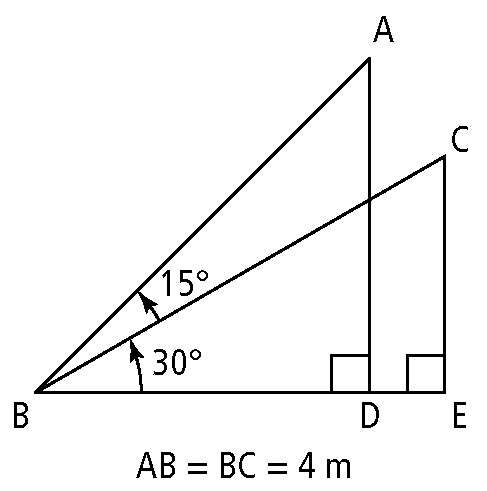 A
C
15°
30°
B D E
AB = BC = 4 m